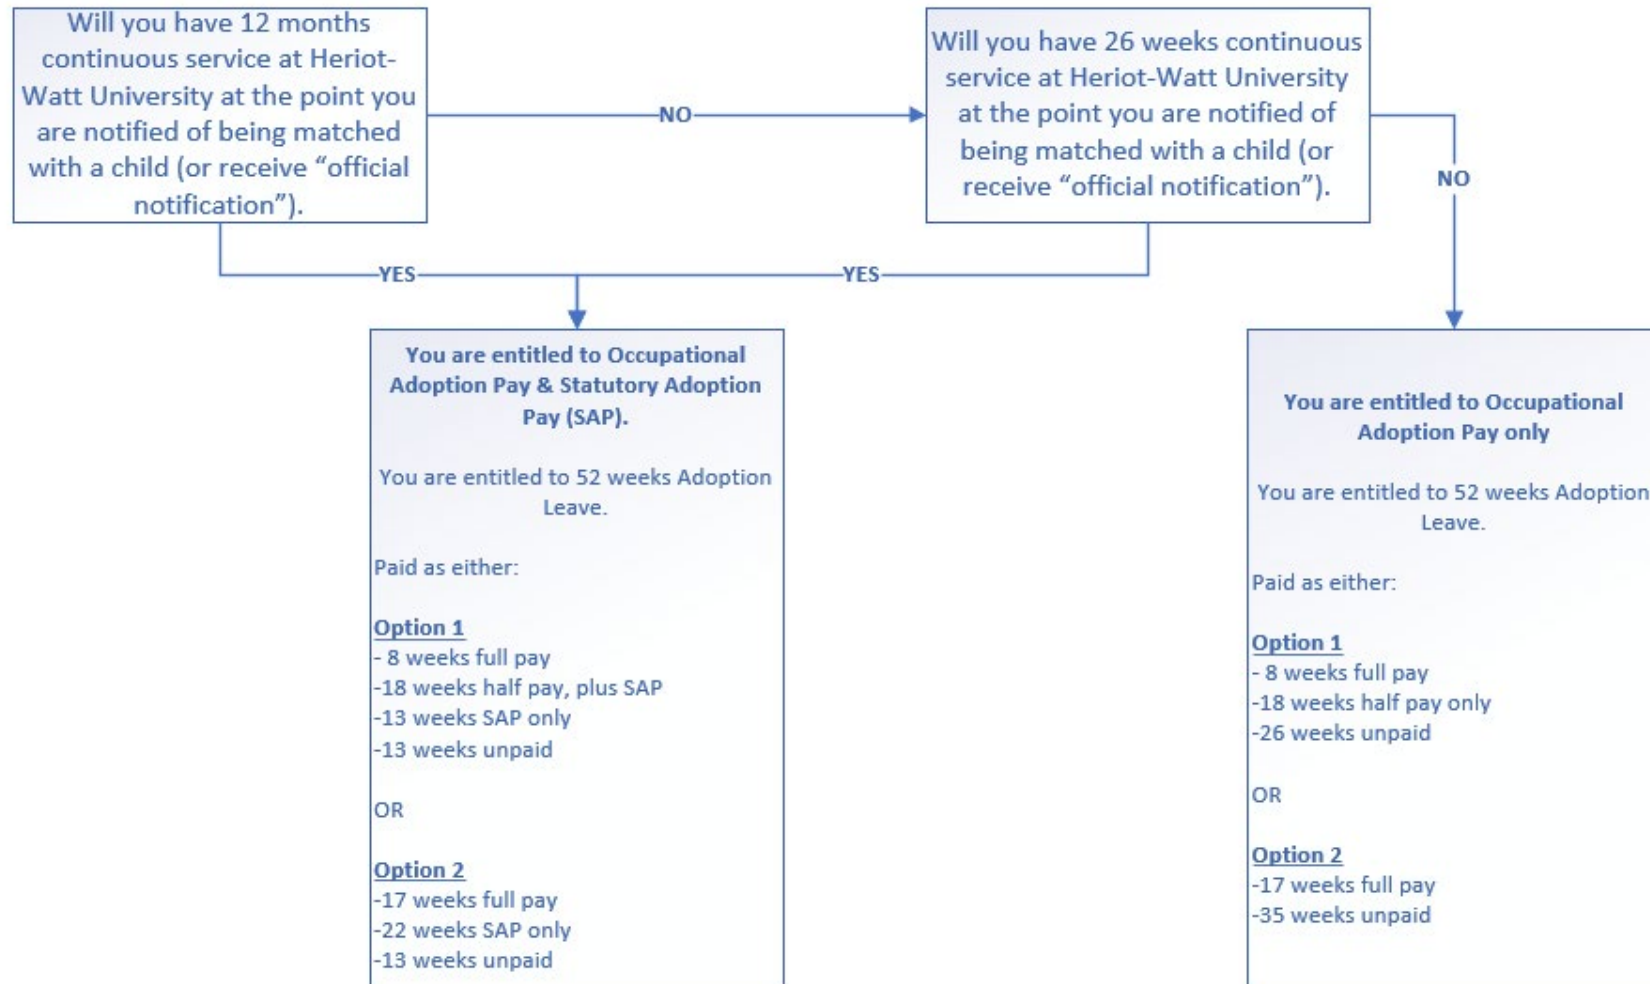 Will you have 12 months
continuous service at Heriot-
Watt University at the point you
are notified of being matched
with a child (or receive “official
notification”).
NO
Will you have 26 weeks continuous
service at Heriot-Watt University
at the point you are notified of
being matched with a child (or
receive “official notification”).
NO
YES
YES
You are entitled to Occupational
Adoption Pay & Statutory Adoption
Pay (SAP).
You are entitled to 52 weeks Adoption
Leave.
Paid as either:
Option 1
- 8 weeks full pay
-18 weeks half pay, plus SAP
-13 weeks SAP only
-13 weeks unpaid
OR
Option 2
-17 weeks full pay
-22 weeks SAP only
-13 weeks unpaid
You are entitled to Occupational
Adoption Pay only
You are entitled to 52 weeks Adoption
Leave.
Paid as either:
Option 1
- 8 weeks full pay
-18 weeks half pay only
-26 weeks unpaid
OR
Option 2
-17 weeks full pay
-35 weeks unpaid